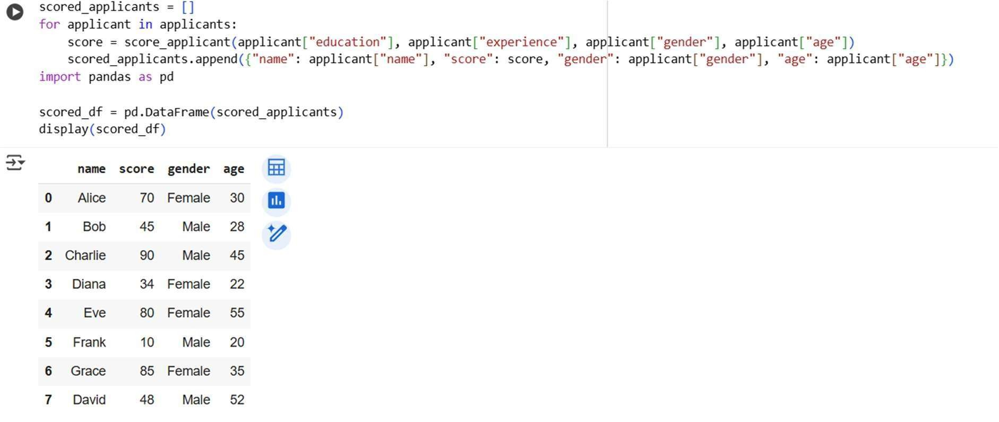 scored_applicants = []
for applicant in applicants:
    score = score_applicant(applicant["education"], applicant["experience"], applicant["gender"], applicant["age"])
    scored_applicants.append({"name": applicant["name"], "score": score, "gender": applicant["gender"], "age": applicant["age"]})
import pandas as pd

scored_df = pd.DataFrame(scored_applicants)
display(scored_df)
name score gender age
0 Alice 70 Female 30
1 Bob 45 Male 28
2 Charlie 90 Male 45
3 Diana 34 Female 22
4 Eve 80 Female 55
5 Frank 10 Male 20
6 Grace 85 Female 35
7 David 48 Male 52